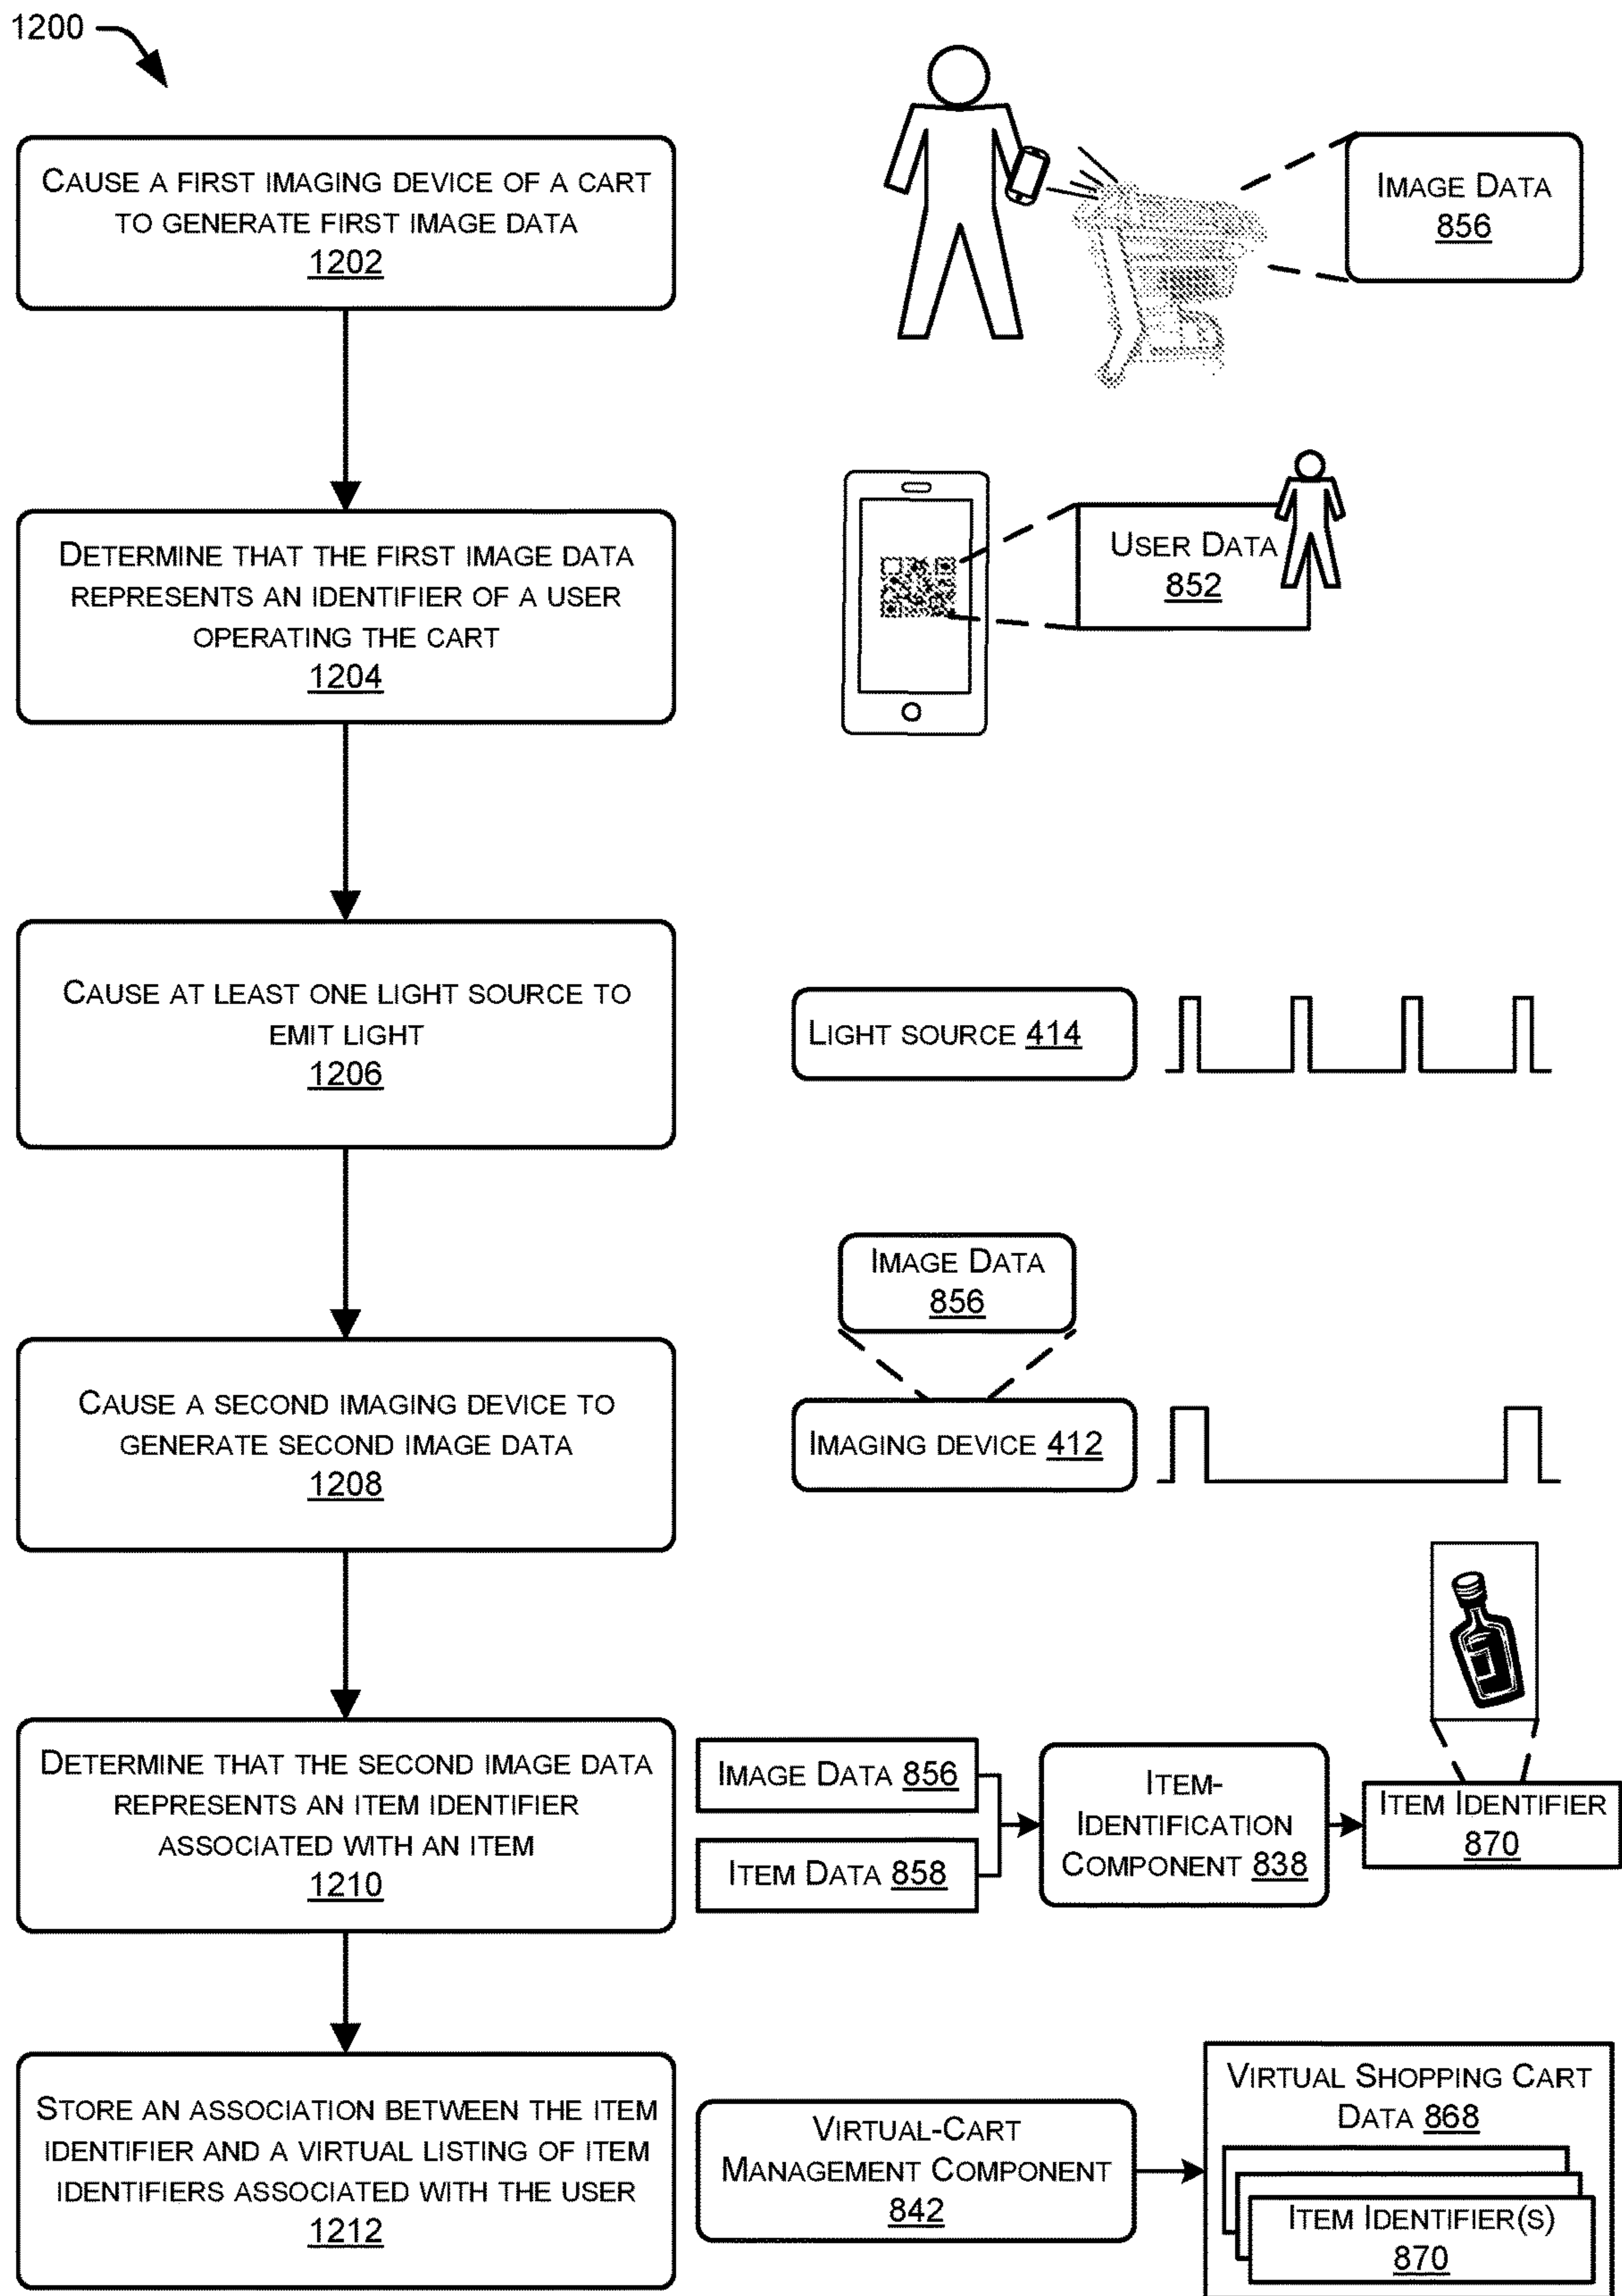 1200
CAUSE A FIRST IMAGING DEVICE OF A CART
TO GENERATE FIRST IMAGE DATA
1202
IMAGE DATA
856
DETERMINE THAT THE FIRST IMAGE DATA
REPRESENTS AN IDENTIFIER OF A USER
OPERATING THE CART
1204
USER DATA
852
CAUSE AT LEAST ONE LIGHT SOURCE TO
EMIT LIGHT
1206
LIGHT SOURCE 414
CAUSE A SECOND IMAGING DEVICE TO
GENERATE SECOND IMAGE DATA
1208
IMAGE DATA
856
IMAGING DEVICE 412
DETERMINE THAT THE SECOND IMAGE DATA
REPRESENTS AN ITEM IDENTIFIER
ASSOCIATED WITH AN ITEM
1210
IMAGE DATA 856
ITEM DATA 858
ITEM-
IDENTIFICATION
COMPONENT 838
ITEM IDENTIFIER
870
STORE AN ASSOCIATION BETWEEN THE ITEM
IDENTIFIER AND A VIRTUAL LISTING OF ITEM
IDENTIFIERS ASSOCIATED WITH THE USER
1212
VIRTUAL-CART
MANAGEMENT COMPONENT
842
VIRTUAL SHOPPING CART
DATA 868
ITEM IDENTIFIER(S)
870